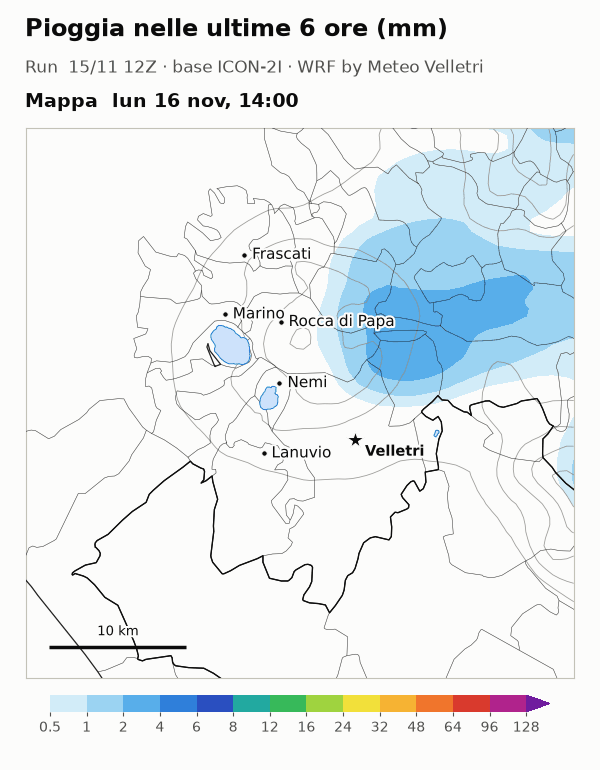 Pioggia nelle ultime 6 ore (mm)
Run  15/11 12Z · base ICON-2I · WRF by Meteo Velletri
Mappa  lun 16 nov, 14:00
Frascati
Marino
Rocca di Papa
Nemi
Velletri
Lanuvio
10 km
0.5 1 2 4 6 8 12 16 24 32 48 64 96 128